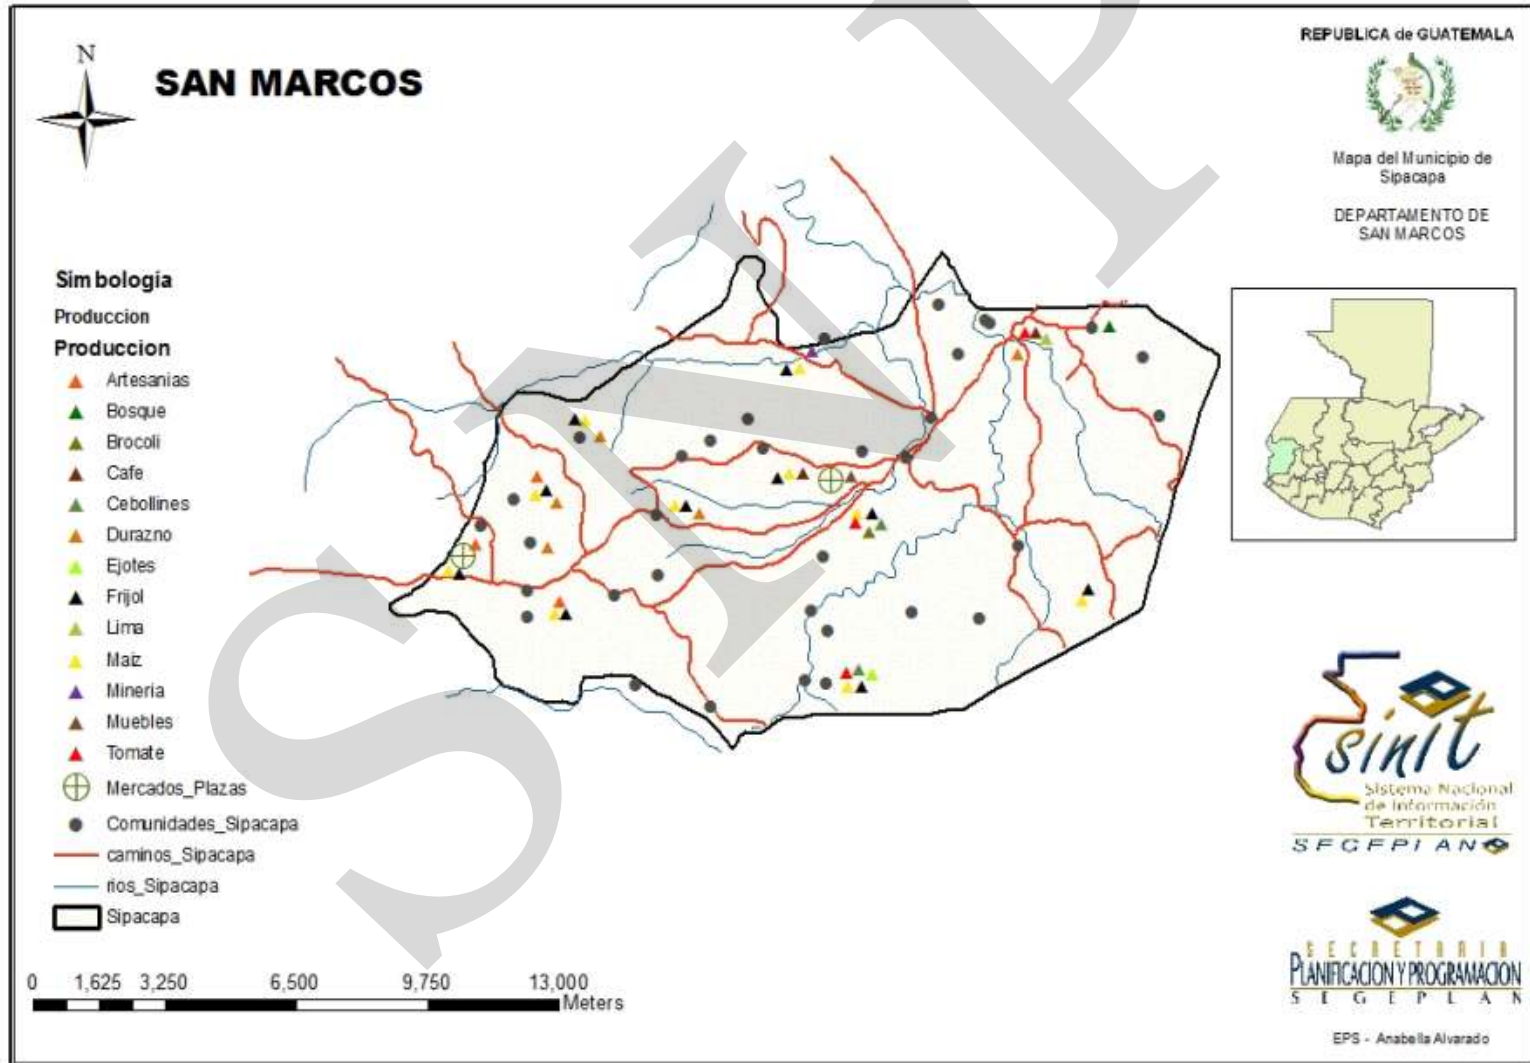 N
SAN MARCOS
REPUBLICA de GUATEMALA
Mapa del Municipio de
Sipacapa
DEPARTAMENTO DE
SAN MARCOS
Simbologia
Produccion
Produccion
Artesanias
Bosque
Brocoli
Cafe
Cebollines
Durazno
Ejotes
Frijol
Lima
Maiz
Mineria
Muebles
Tomate
Mercados_Plazas
Comunidades_Sipacapa
caminos_Sipacapa
rios_Sipacapa
Sipacapa
0 1,625 3,250 6,500 9,750 13,000
Meters
sinit
Sistema Nacional
de Información
Territorial
SEGEPLAN
SECRETARIA
PLANIFICACION Y PROGRAMACION
SEGEPLAN
EPS - Anabella Alvarado
SNIP